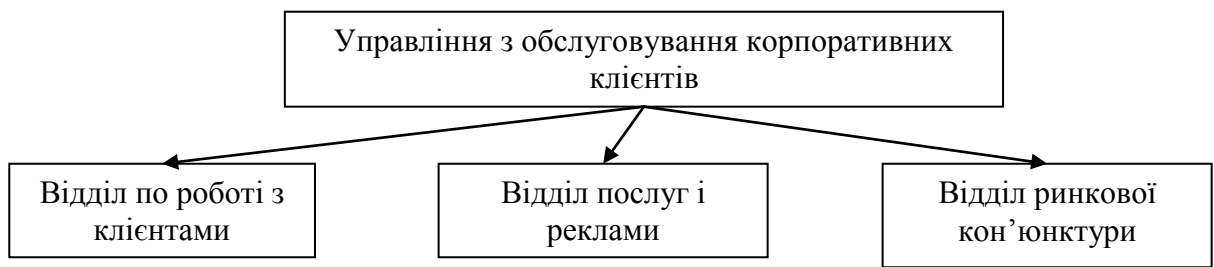 Управління з обслуговування корпоративних
клієнтів
Відділ по роботі з
клієнтами
Відділ послуг і
реклами
Відділ ринкової
кон’юнктури